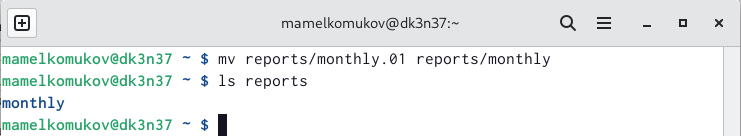 mamelkomukov@dk3n37:~
mamelkomukov@dk3n37 ~ $ mv reports/monthly.01 reports/monthly
mamelkomukov@dk3n37 ~ $ ls reports
monthly
mamelkomukov@dk3n37 ~ $